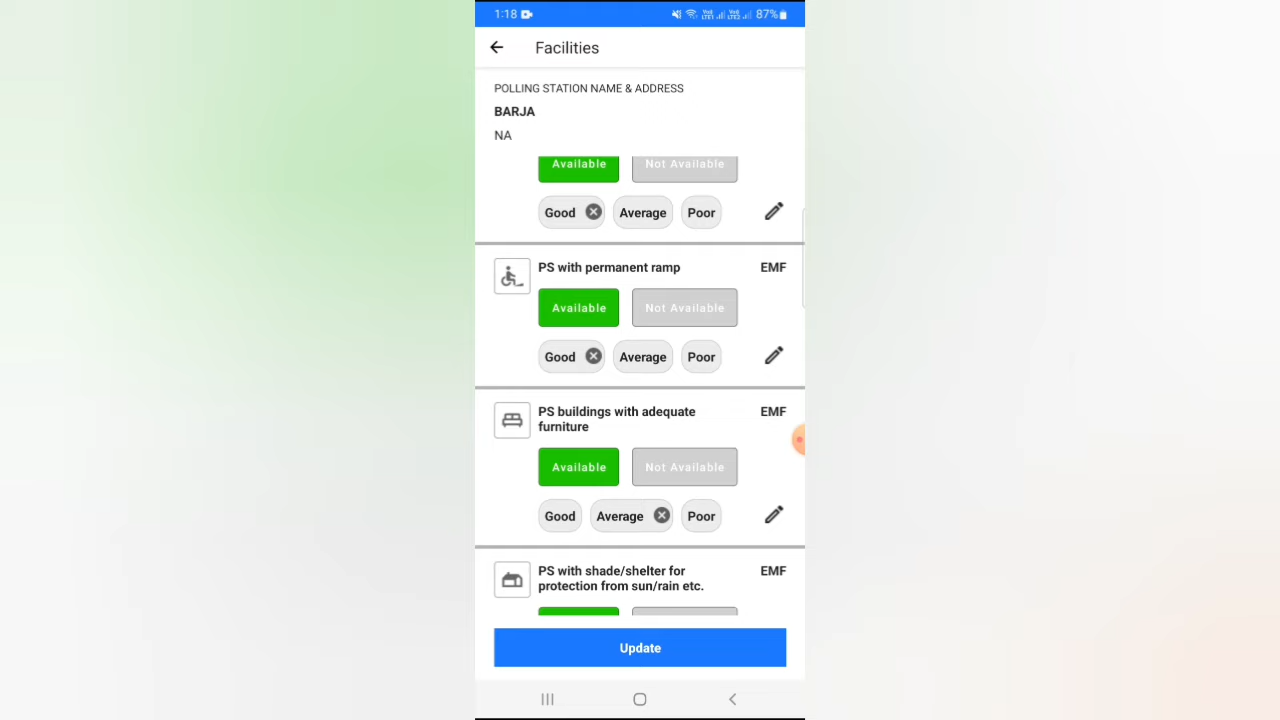 1:18
VoLTE1 VoLTE2 87%
Facilities
POLLING STATION NAME & ADDRESS
BARJA
NA
Available Not Available
Good Average Poor
PS with permanent ramp EMF
Available Not Available
Good Average Poor
PS buildings with adequate EMF
furniture
Available Not Available
Good Average Poor
PS with shade/shelter for EMF
protection from sun/rain etc.
Update